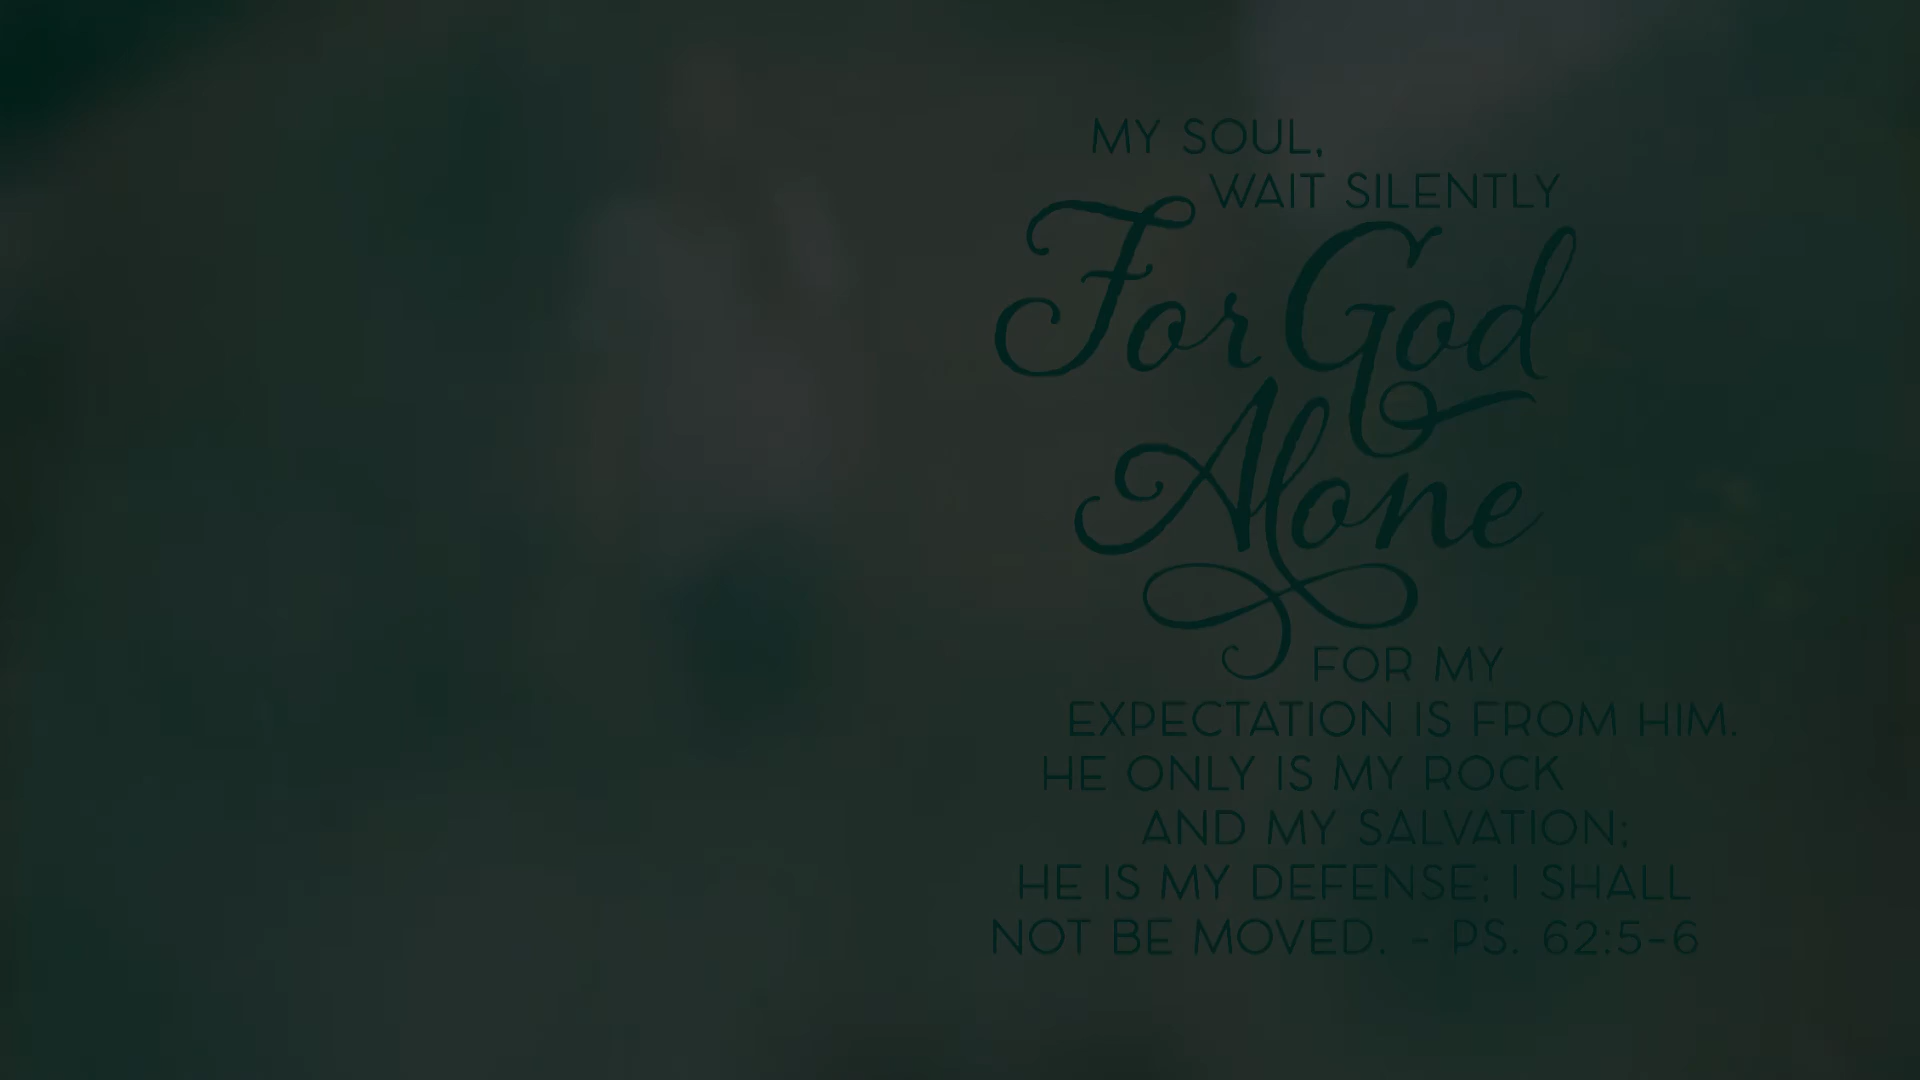 MY SOUL,
WAIT SILENTLY
For God
Alone
FOR MY
EXPECTATION IS FROM HIM.
HE ONLY IS MY ROCK
AND MY SALVATION;
HE IS MY DEFENSE; I SHALL
NOT BE MOVED. - PS. 62:5-6